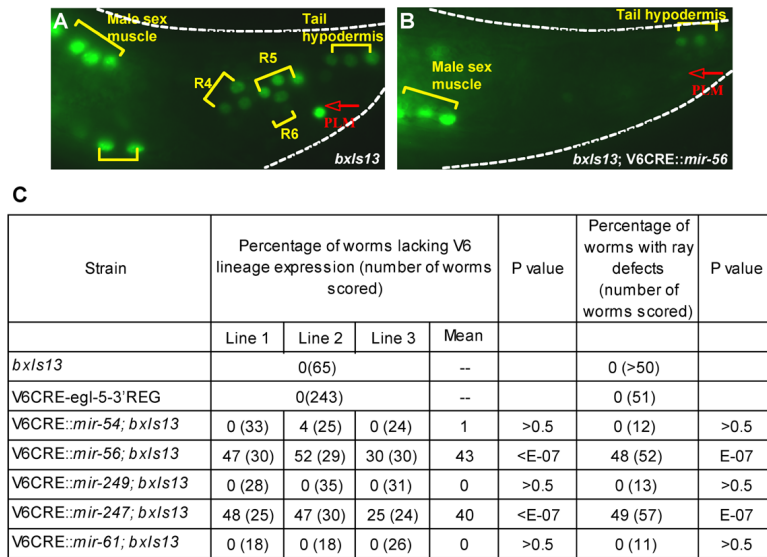 A
Male sex
muscle
R4
R5
R6
Tail
hypodermis
PLM
bxIs13
B
Tail hypodermis
Male sex
muscle
PLM
bxIs13; V6CRE::mir-56
C
Strain
Percentage of worms lacking V6
lineage expression (number of worms
scored)
P value
Percentage of
worms with ray
defects
(number of
worms scored)
P value
Line 1 Line 2 Line 3 Mean
bxIs13 0(65) -- 0 (>50)
V6CRE-egl-5-3'REG 0(243) -- 0 (51)
V6CRE::mir-54; bxIs13 0 (33) 4 (25) 0 (24) 1 >0.5 0 (12) >0.5
V6CRE::mir-56; bxIs13 47 (30) 52 (29) 30 (30) 43 <E-07 48 (52) E-07
V6CRE::mir-249; bxIs13 0 (28) 0 (35) 0 (31) 0 >0.5 0 (13) >0.5
V6CRE::mir-247; bxIs13 48 (25) 47 (30) 25 (24) 40 <E-07 49 (57) E-07
V6CRE::mir-61; bxIs13 0 (18) 0 (18) 0 (26) 0 >0.5 0 (11) >0.5